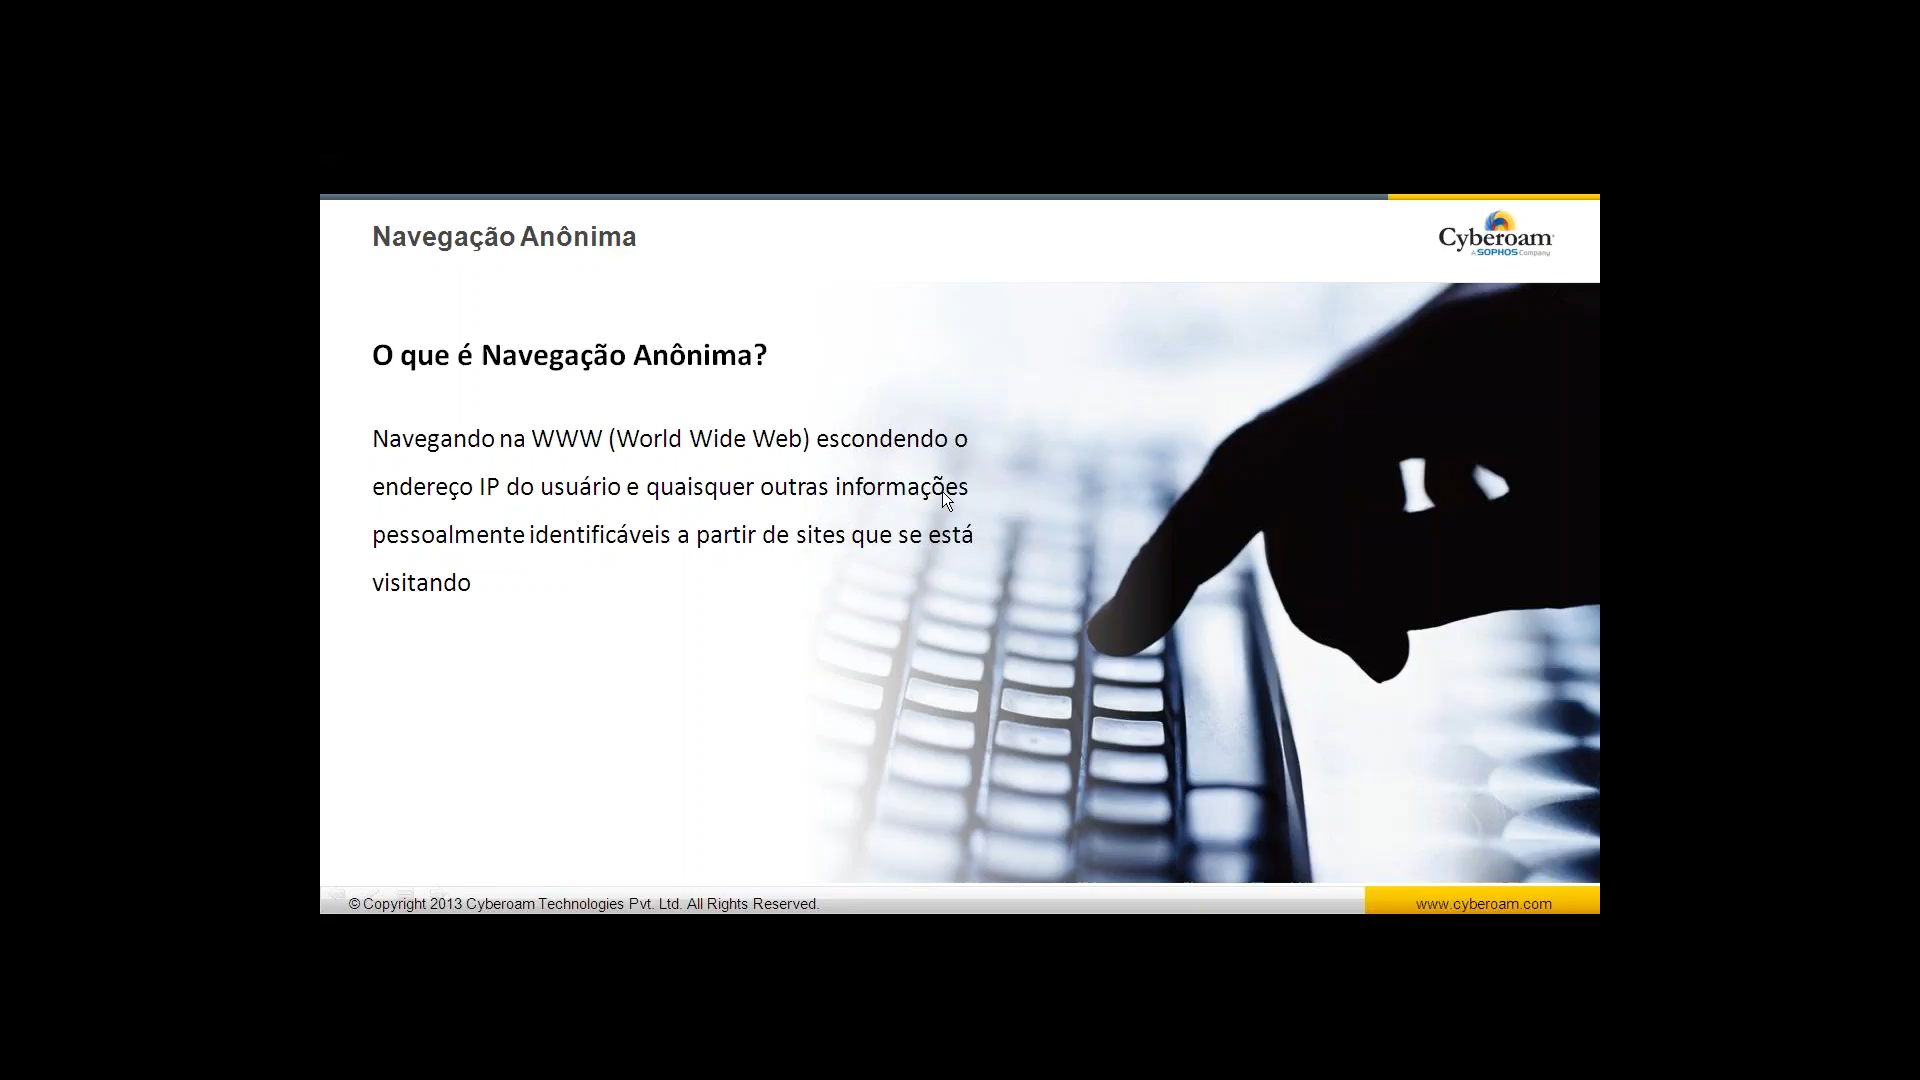 Navegação Anônima
Cyberoam
A SOPHOS Company
O que é Navegação Anônima?
Navegando na WWW (World Wide Web) escondendo o
endereço IP do usuário e quaisquer outras informações
pessoalmente identificáveis a partir de sites que se está
visitando
© Copyright 2013 Cyberoam Technologies Pvt. Ltd. All Rights Reserved.
www.cyberoam.com